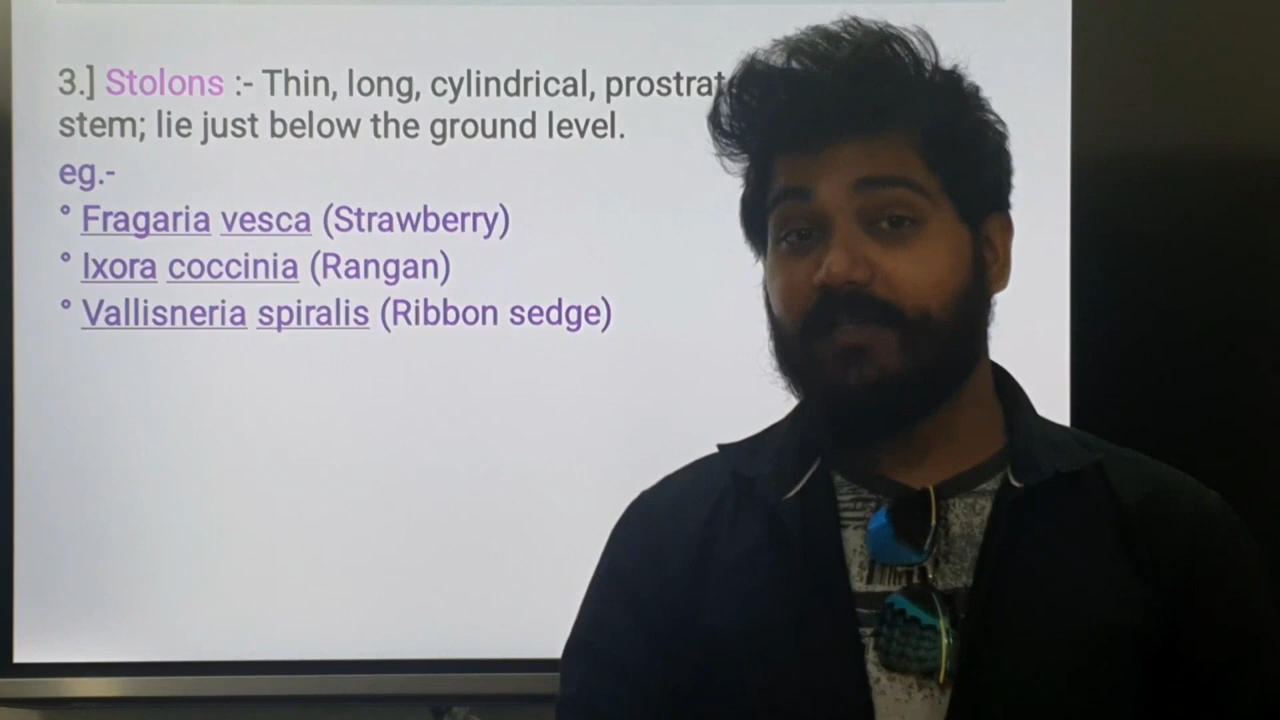 3.] Stolons :- Thin, long, cylindrical, prostrat
stem; lie just below the ground level.
eg.-
° Fragaria vesca (Strawberry)
° Ixora coccinia (Rangan)
° Vallisneria spiralis (Ribbon sedge)